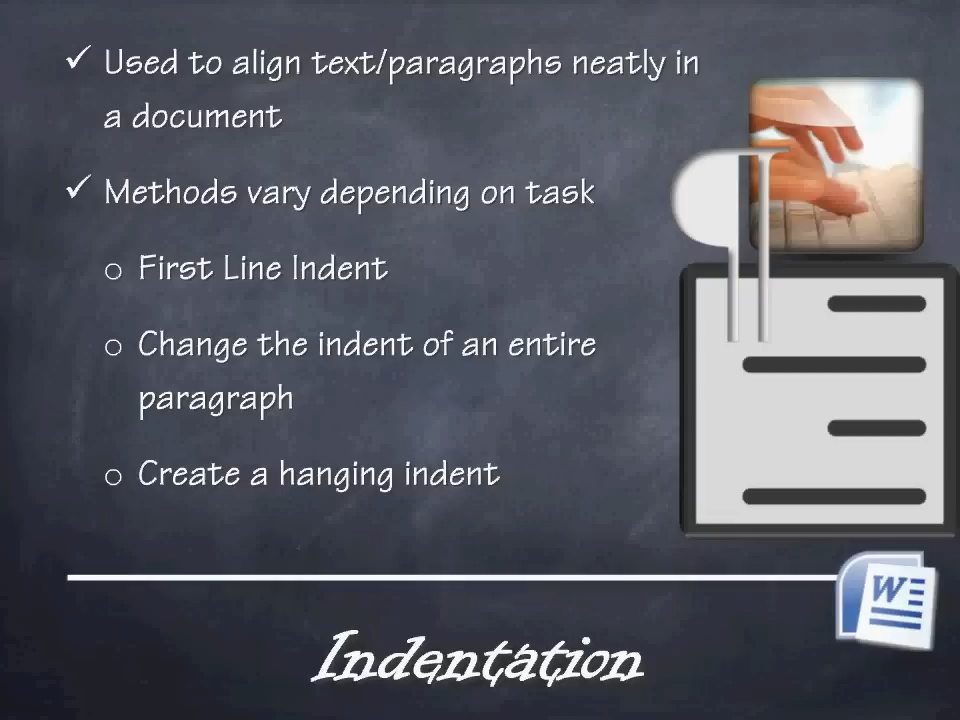 ✓ Used to align text/paragraphs neatly in
a document
✓ Methods vary depending on task
o First Line Indent
o Change the indent of an entire
paragraph
o Create a hanging indent
¶
W
Indentation